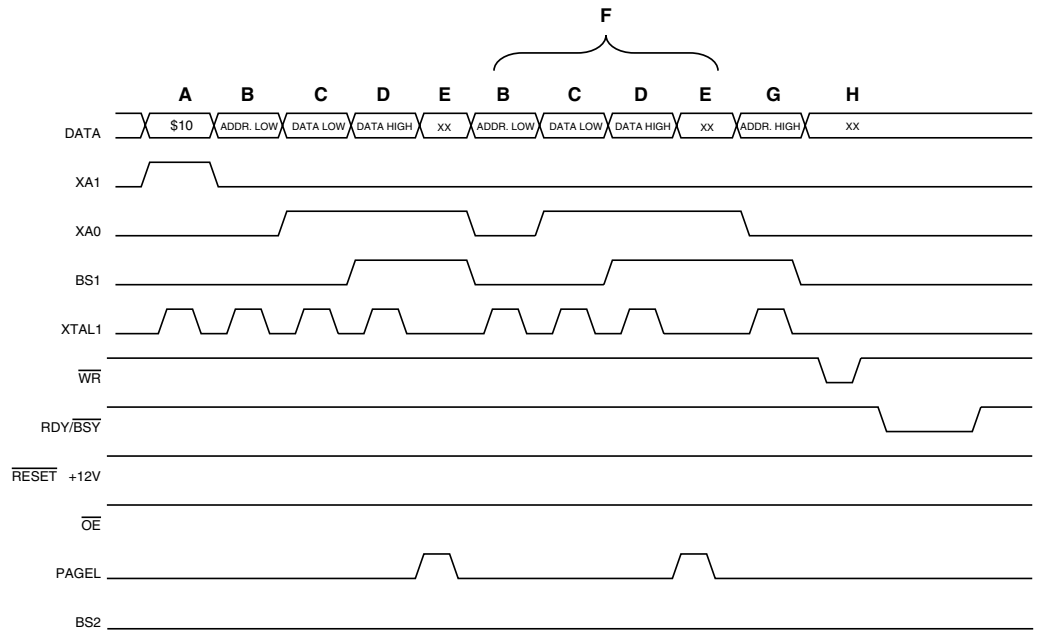 F
A B C D E B C D E G H
DATA $10 ADDR. LOW DATA LOW DATA HIGH XX ADDR. LOW DATA LOW DATA HIGH XX ADDR. HIGH XX
XA1
XA0
BS1
XTAL1
WR
RDY/BSY
RESET +12V
OE
PAGEL
BS2